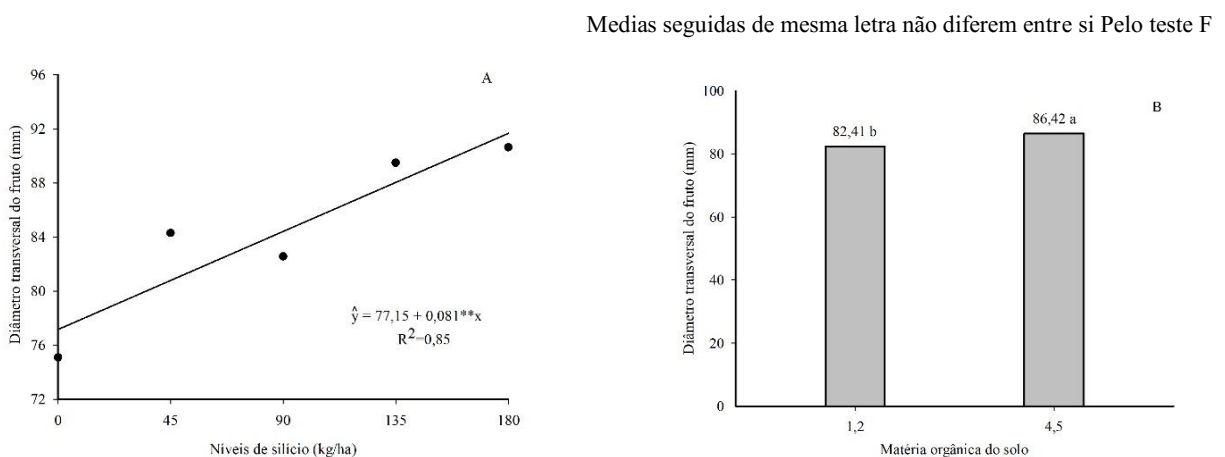 Medias seguidas de mesma letra não diferem entre si Pelo teste F
A
Diâmetro transversal do fruto (mm)
96
92
88
84
80
76
72
ŷ = 77,15 + 0,081**x
R²=0,85
0 45 90 135 180
Níveis de silício (kg/ha)
B
Diâmetro transversal do fruto (mm)
100
80
60
40
20
0
82,41 b
86,42 a
1,2 4,5
Matéria orgânica do solo